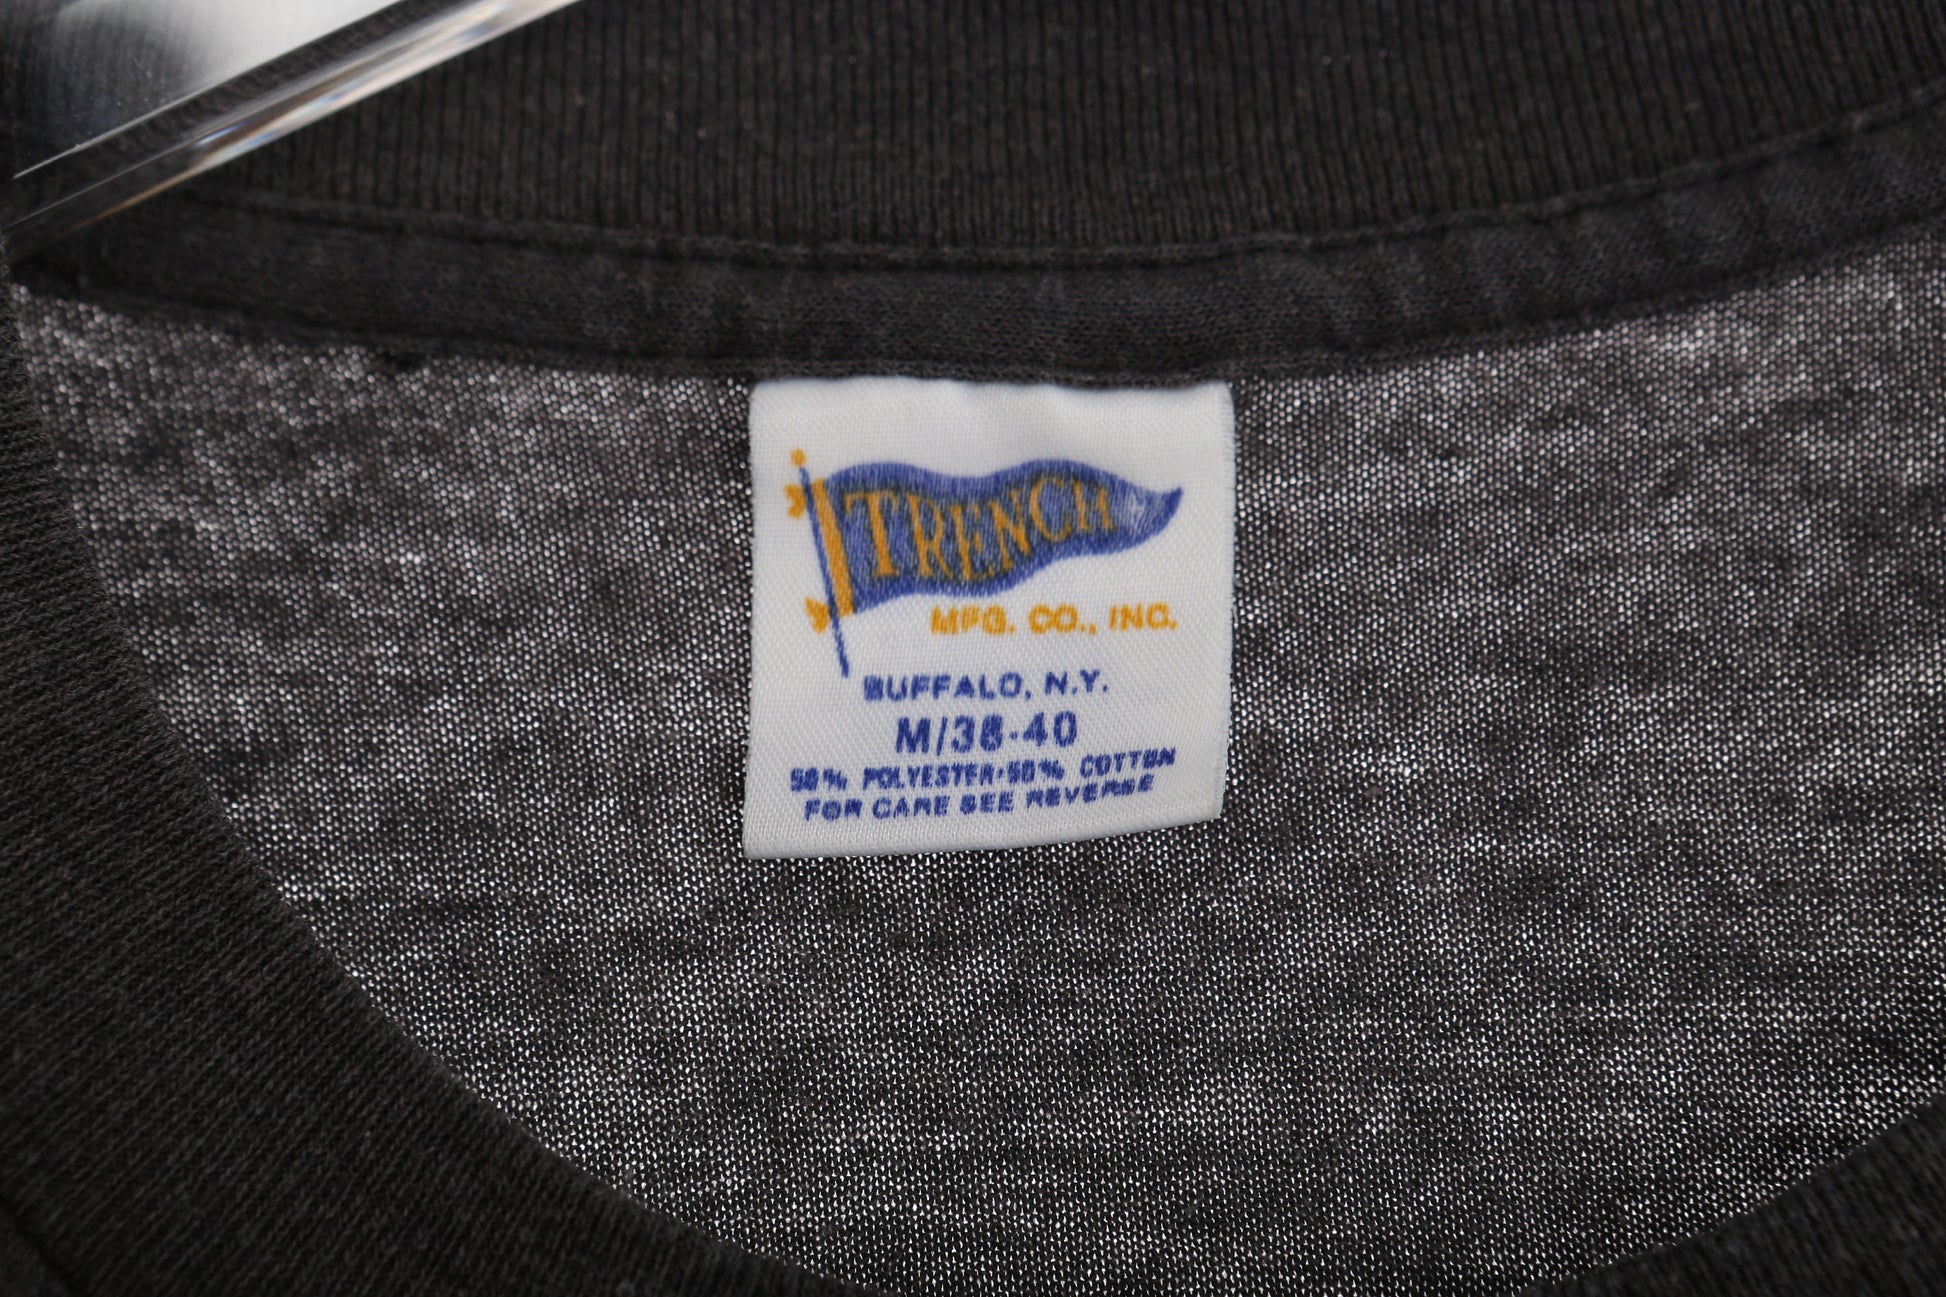 TRENCH
MFG. CO., INC.
BUFFALO, N.Y.
M/38-40
50% POLYESTER·50% COTTON
FOR CARE SEE REVERSE